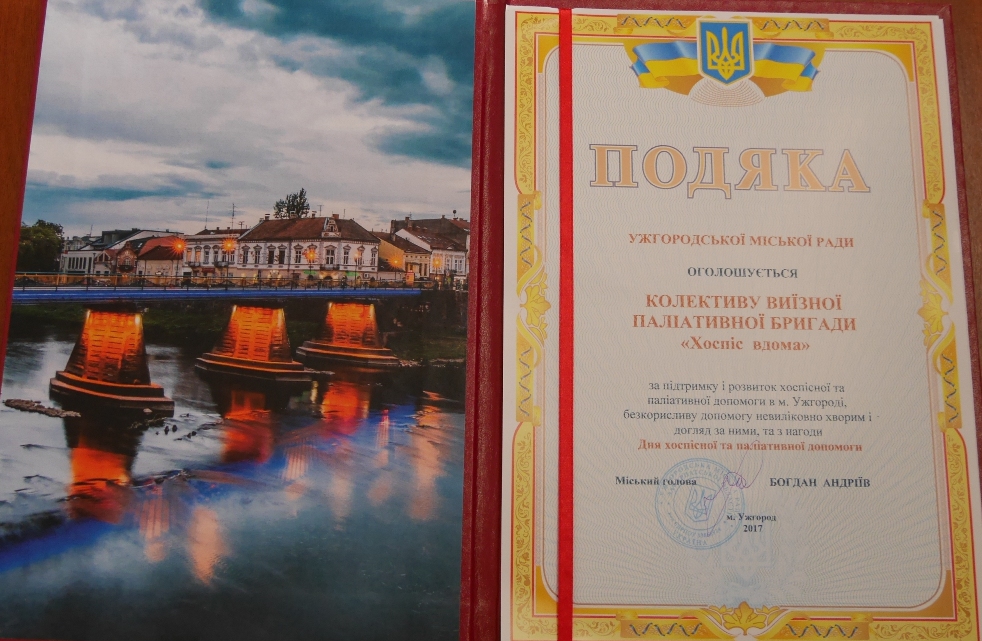 ПОДЯКА
УЖГОРОДСЬКОЇ МІСЬКОЇ РАДИ
ОГОЛОШУЄТЬСЯ
КОЛЕКТИВУ ВИЇЗНОЇ
ПАЛІАТИВНОЇ БРИГАДИ
«Хоспіс вдома»
за підтримку і розвиток хоспісної та
паліативної допомоги в м. Ужгороді,
безкорисливу допомогу невиліковно хворим і
догляд за ними, та з нагоди
Дня хоспісної та паліативної допомоги
Міський голова БОГДАН АНДРІЇВ
м. Ужгород
2017